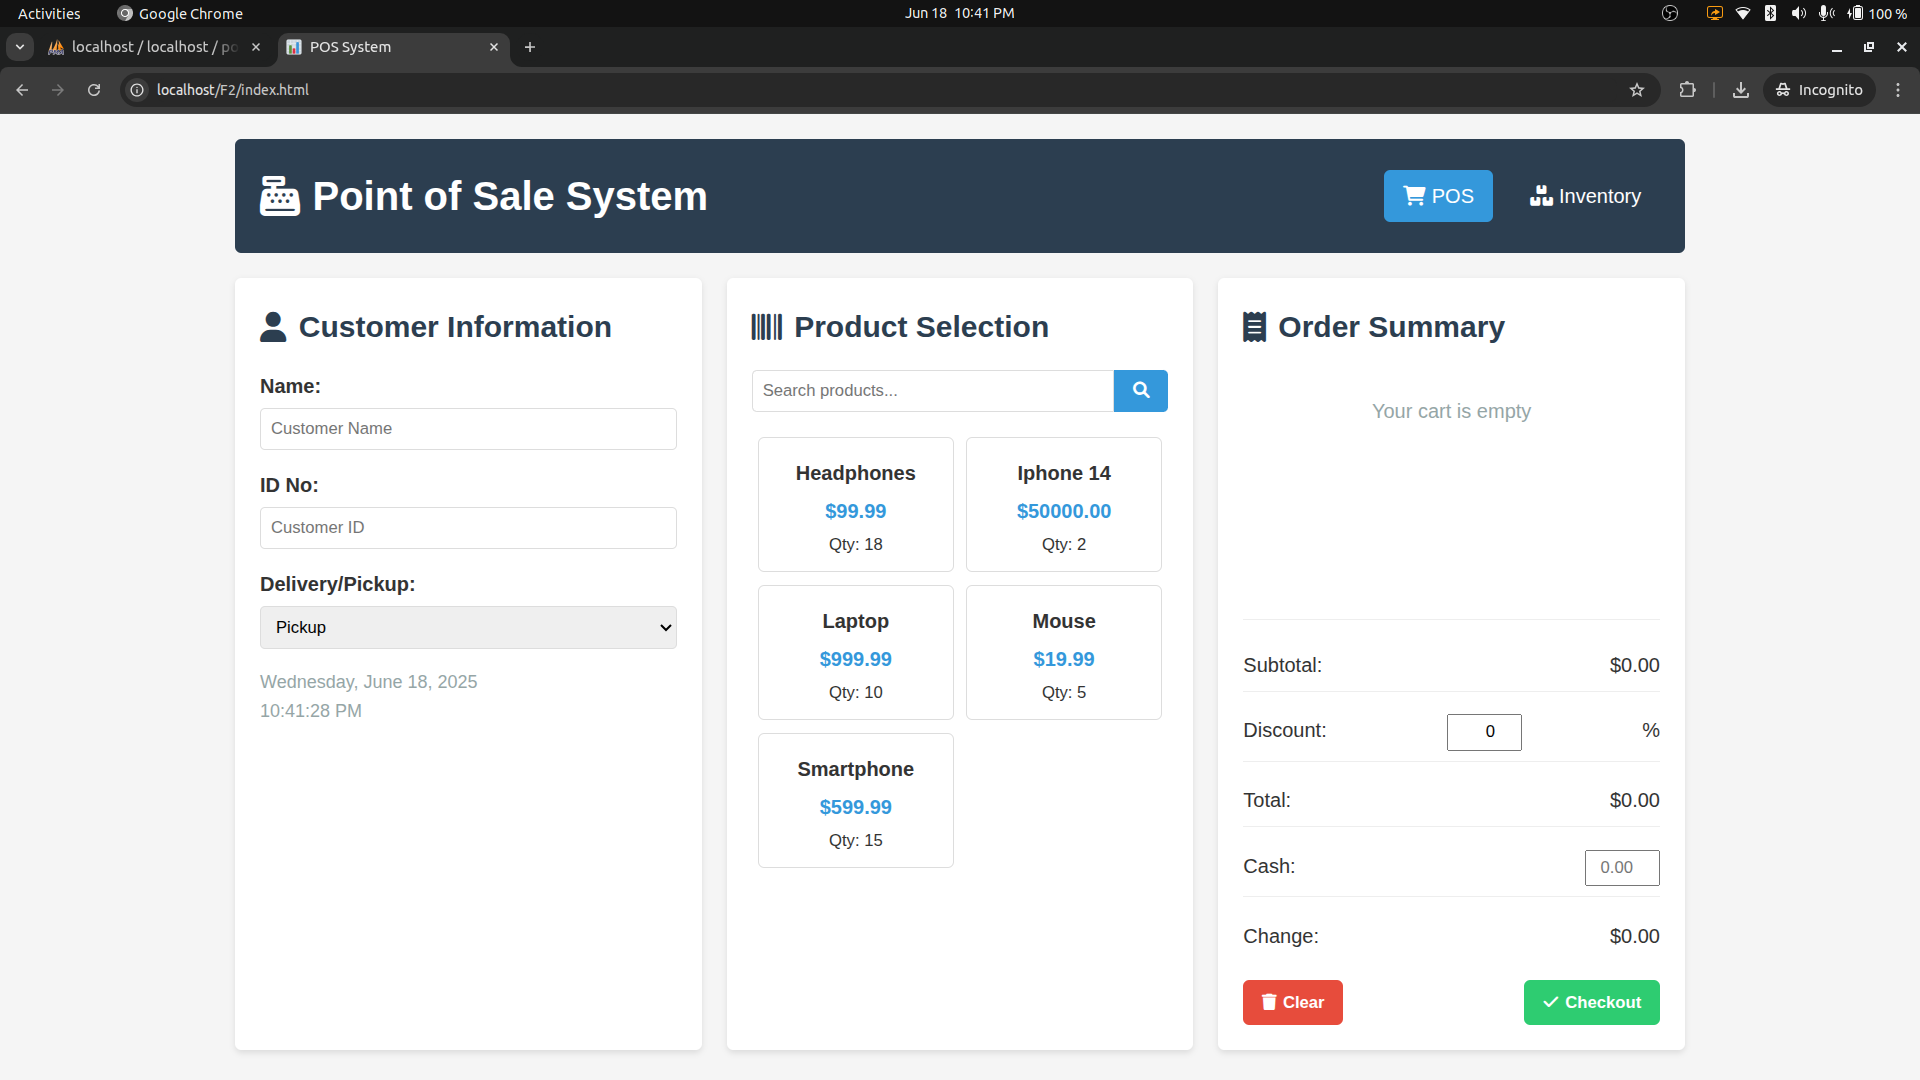 Activities
Google Chrome
Jun 18 10:41 PM
100 %
localhost / localhost / po
POS System
localhost/F2/index.html
Incognito
Point of Sale System
POS
Inventory
Customer Information
Name:
Customer Name
ID No:
Customer ID
Delivery/Pickup:
Pickup
Wednesday, June 18, 2025
10:41:28 PM
Product Selection
Search products...
Headphones
$99.99
Qty: 18
Iphone 14
$50000.00
Qty: 2
Laptop
$999.99
Qty: 10
Mouse
$19.99
Qty: 5
Smartphone
$599.99
Qty: 15
Order Summary
Your cart is empty
Subtotal: $0.00
Discount: 0 %
Total: $0.00
Cash: 0.00
Change: $0.00
Clear
Checkout